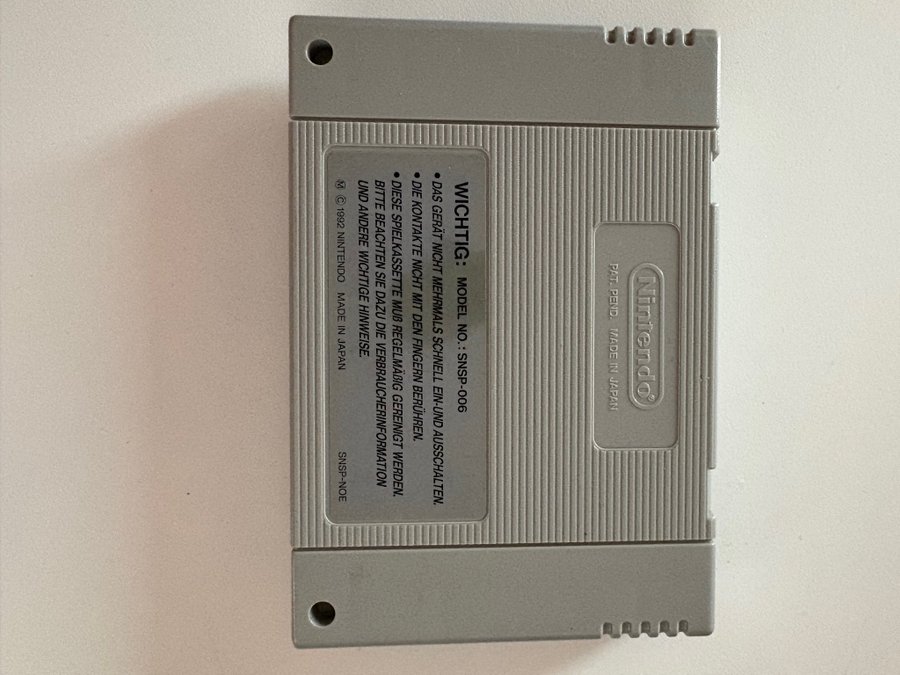 Nintendo®
PAT. PEND. MADE IN JAPAN
WICHTIG: MODEL NO.: SNSP-006
• DAS GERÄT NICHT MEHRMALS SCHNELL EIN-UND AUSSCHALTEN.
• DIE KONTAKTE NICHT MIT DEN FINGERN BERÜHREN.
• DIESE SPIELKASSETTE MUß REGELMÄßIG GEREINIGT WERDEN.
BITTE BEACHTEN SIE DAZU DIE VERBRAUCHERINFORMATION
UND ANDERE WICHTIGE HINWEISE.
Ⓜ © 1992 NINTENDO MADE IN JAPAN SNSP-NOE